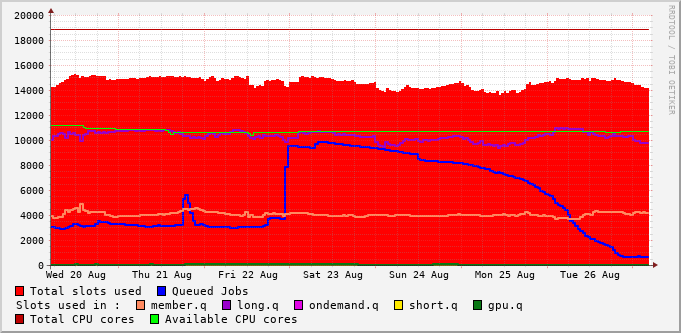 20000
18000
16000
14000
12000
10000
8000
6000
4000
2000
0
Wed 20 Aug Thu 21 Aug Fri 22 Aug Sat 23 Aug Sun 24 Aug Mon 25 Aug Tue 26 Aug
Total slots used Queued Jobs
Slots used in : member.q long.q ondemand.q short.q gpu.q
Total CPU cores Available CPU cores
RRDTOOL / TOBI OETIKER